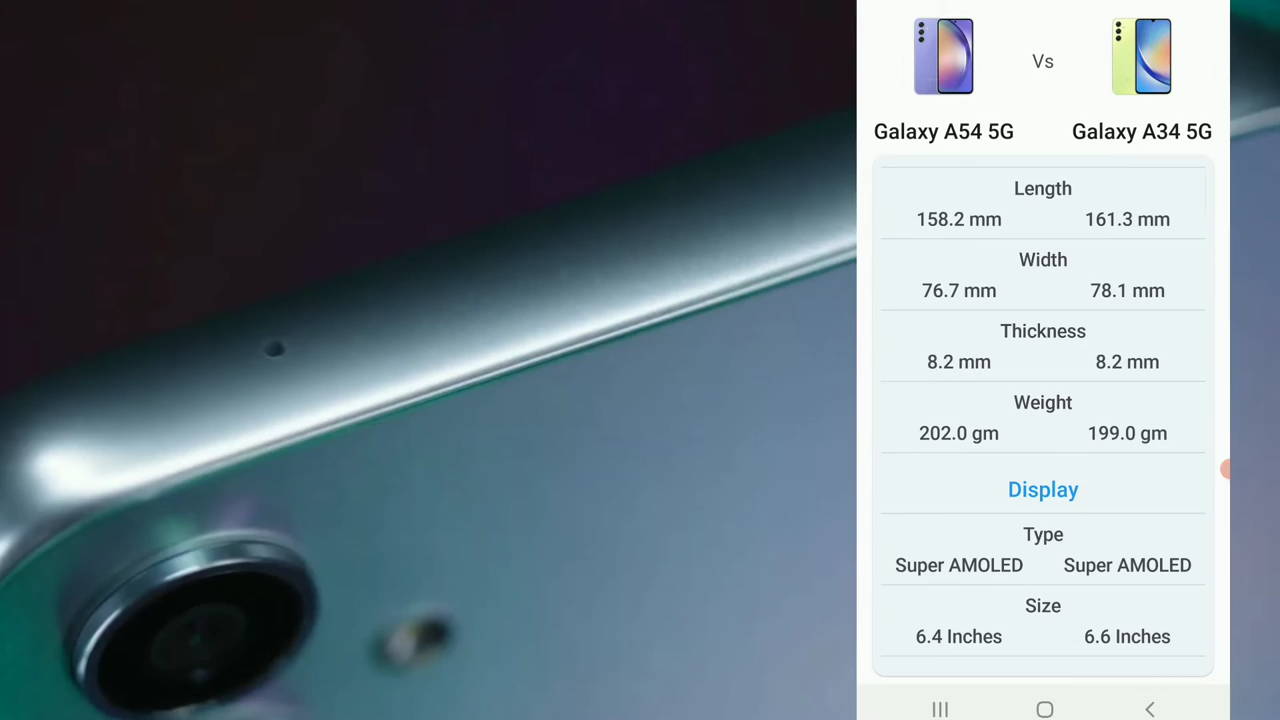 Vs
Galaxy A54 5G Galaxy A34 5G
Length
158.2 mm 161.3 mm
Width
76.7 mm 78.1 mm
Thickness
8.2 mm 8.2 mm
Weight
202.0 gm 199.0 gm
Display
Type
Super AMOLED Super AMOLED
Size
6.4 Inches 6.6 Inches